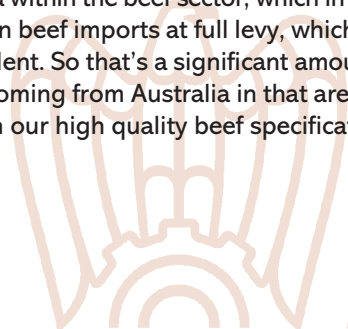 within the beef sector, which in
n beef imports at full levy, which
dent. So that's a significant amou
oming from Australia in that are
our high quality beef specificat